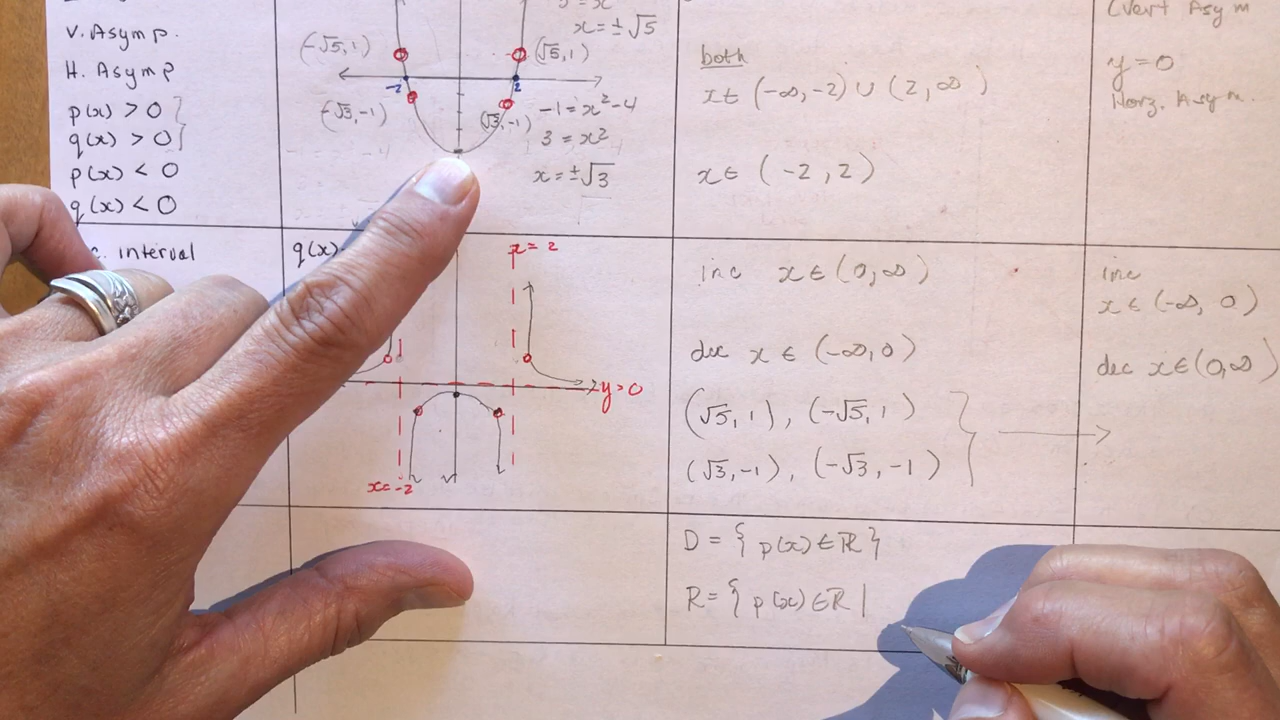 V. Asymp.
H. Asymp
p(x) > 0
q(x) > 0
p(x) < 0
q(x) < 0
x = ±√5
(-√5, 1)
(√5, 1)
-2
2
(-√3, -1)
(√3, -1)
-1 = x²-4
3 = x²
x = ±√3
both
x∈ (-∞, -2) ∪ (2, ∞)
x∈ (-2, 2)
(Vert Asym
y = 0
Horz. Asym.
interval
q(x)
x = 2
y=0
x=-2
inc x∈(0, ∞)
dec x ∈ (-∞, 0)
(√5, 1), (-√5, 1)
(√3, -1), (-√3, -1)
inc
x∈ (-∞, 0)
dec x∈(0, ∞)
D = { p(x) ∈ ℝ }
R = { p(x) ∈ ℝ |